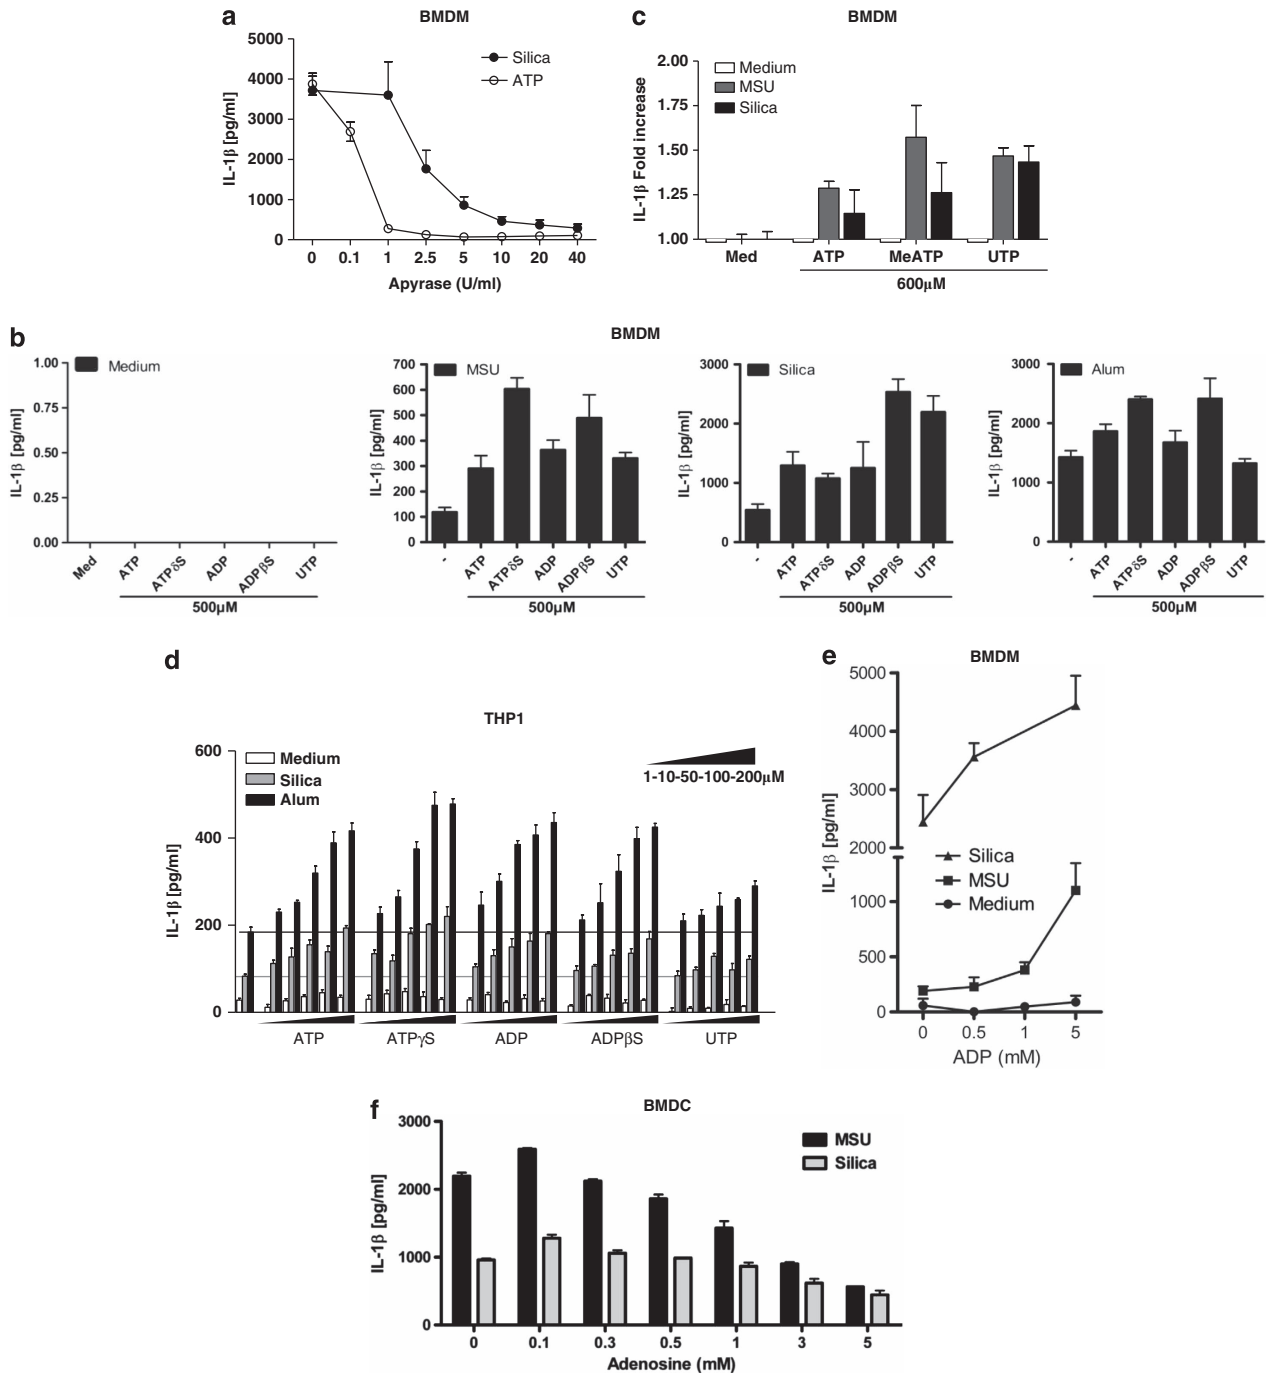 a
BMDM
IL-1β [pg/ml]
5000
4000
3000
2000
1000
0
Silica
ATP
0 0.1 1 2.5 5 10 20 40
Apyrase (U/ml)
c
BMDM
IL-1β Fold increase
2.00
1.75
1.50
1.25
1.00
Medium
MSU
Silica
Med ATP MeATP UTP
600µM
b
BMDM
IL-1β [pg/ml]
1.00
0.75
0.50
0.25
0.00
Medium
Med ATP ATPδS ADP ADPβS UTP
500µM
IL-1β [pg/ml]
700
600
500
400
300
200
100
0
MSU
- ATP ATPδS ADP ADPβS UTP
500µM
IL-1β [pg/ml]
3000
2000
1000
0
Silica
- ATP ATPδS ADP ADPβS UTP
500µM
IL-1β [pg/ml]
3000
2000
1000
0
Alum
- ATP ATPδS ADP ADPβS UTP
500µM
d
THP1
IL-1β [pg/ml]
600
400
200
0
Medium
Silica
Alum
1-10-50-100-200µM
ATP ATPγS ADP ADPβS UTP
e
BMDM
IL-1β [pg/ml]
5000
4000
3000
2000
1000
500
0
Silica
MSU
Medium
0 0.5 1 5
ADP (mM)
f
BMDC
IL-1β [pg/ml]
3000
2000
1000
0
MSU
Silica
0 0.1 0.3 0.5 1 3 5
Adenosine (mM)